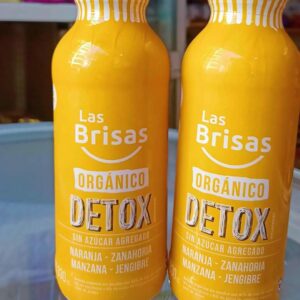 Las
Brisas
ORGÁNICO
DETOX
SIN AZÚCAR AGREGADO
NARANJA - ZANAHORIA
MANZANA - JENGIBRE
Las
Brisas
ORGÁNICO
DETOX
SIN AZÚCAR AGREGADO
NARANJA - ZANAHORIA
MANZANA - JENGIBRE